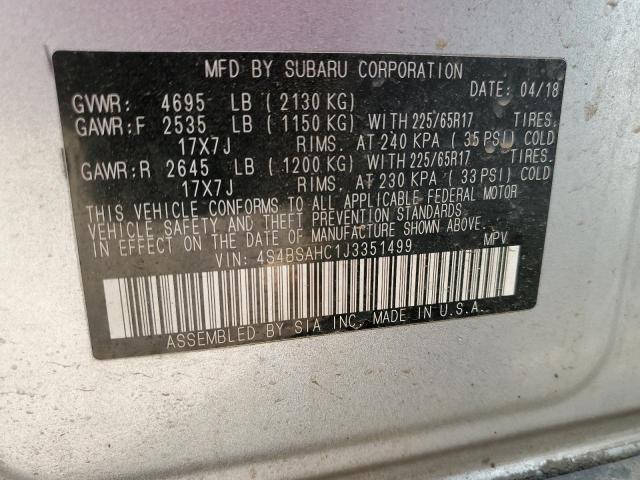 MFD BY SUBARU CORPORATION
DATE: 04/18
GVWR: 4695 LB (2130 KG)
GAWR:F 2535 LB (1150 KG) WITH 225/65R17 TIRES.
17X7J RIMS. AT 240 KPA (35 PSI) COLD
GAWR:R 2645 LB (1200 KG) WITH 225/65R17 TIRES.
17X7J RIMS. AT 230 KPA (33 PSI) COLD
THIS VEHICLE CONFORMS TO ALL APPLICABLE FEDERAL MOTOR
VEHICLE SAFETY AND THEFT PREVENTION STANDARDS
IN EFFECT ON THE DATE OF MANUFACTURE SHOWN ABOVE.
VIN: 4S4BSAHC1J3351499 MPV
ASSEMBLED BY SIA INC. MADE IN U.S.A.